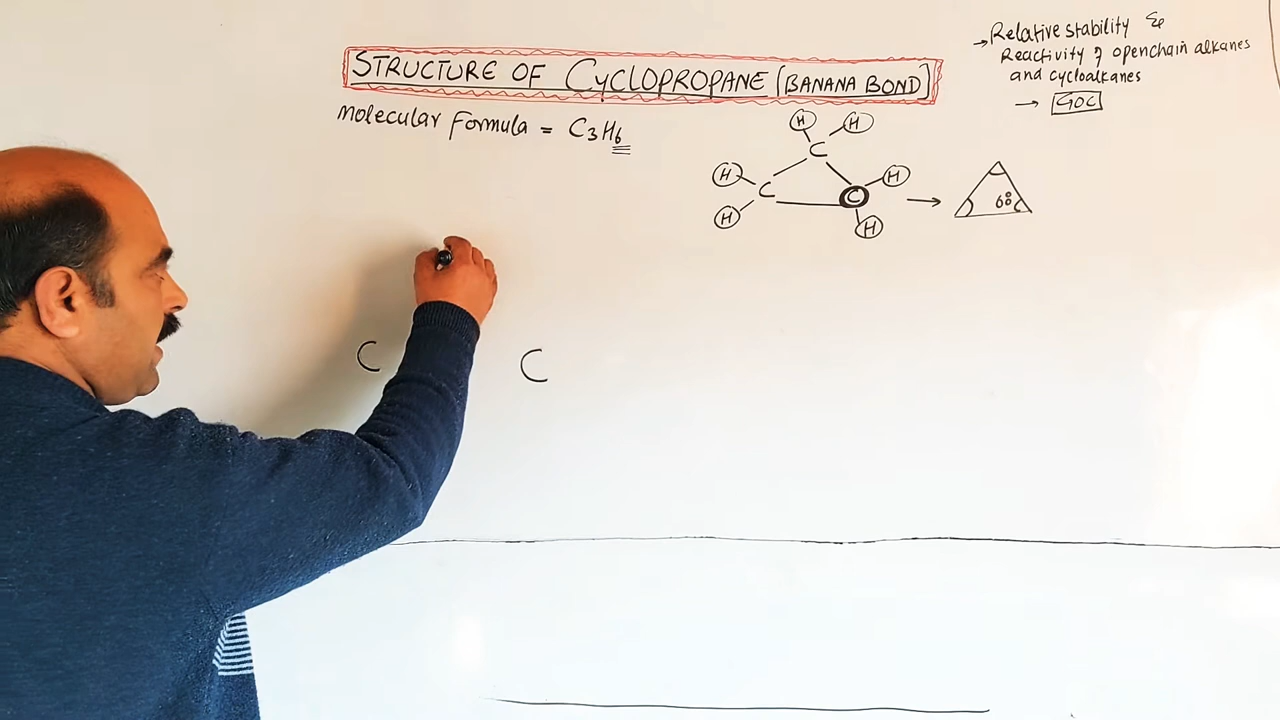 → Relative stability &
Reactivity of openchain alkanes
and cycloalkanes
→ GOC
STRUCTURE OF CYCLOPROPANE (BANANA BOND)
Molecular Formula = C₃H₆
H H
C
H C C H
H H
60°
C C